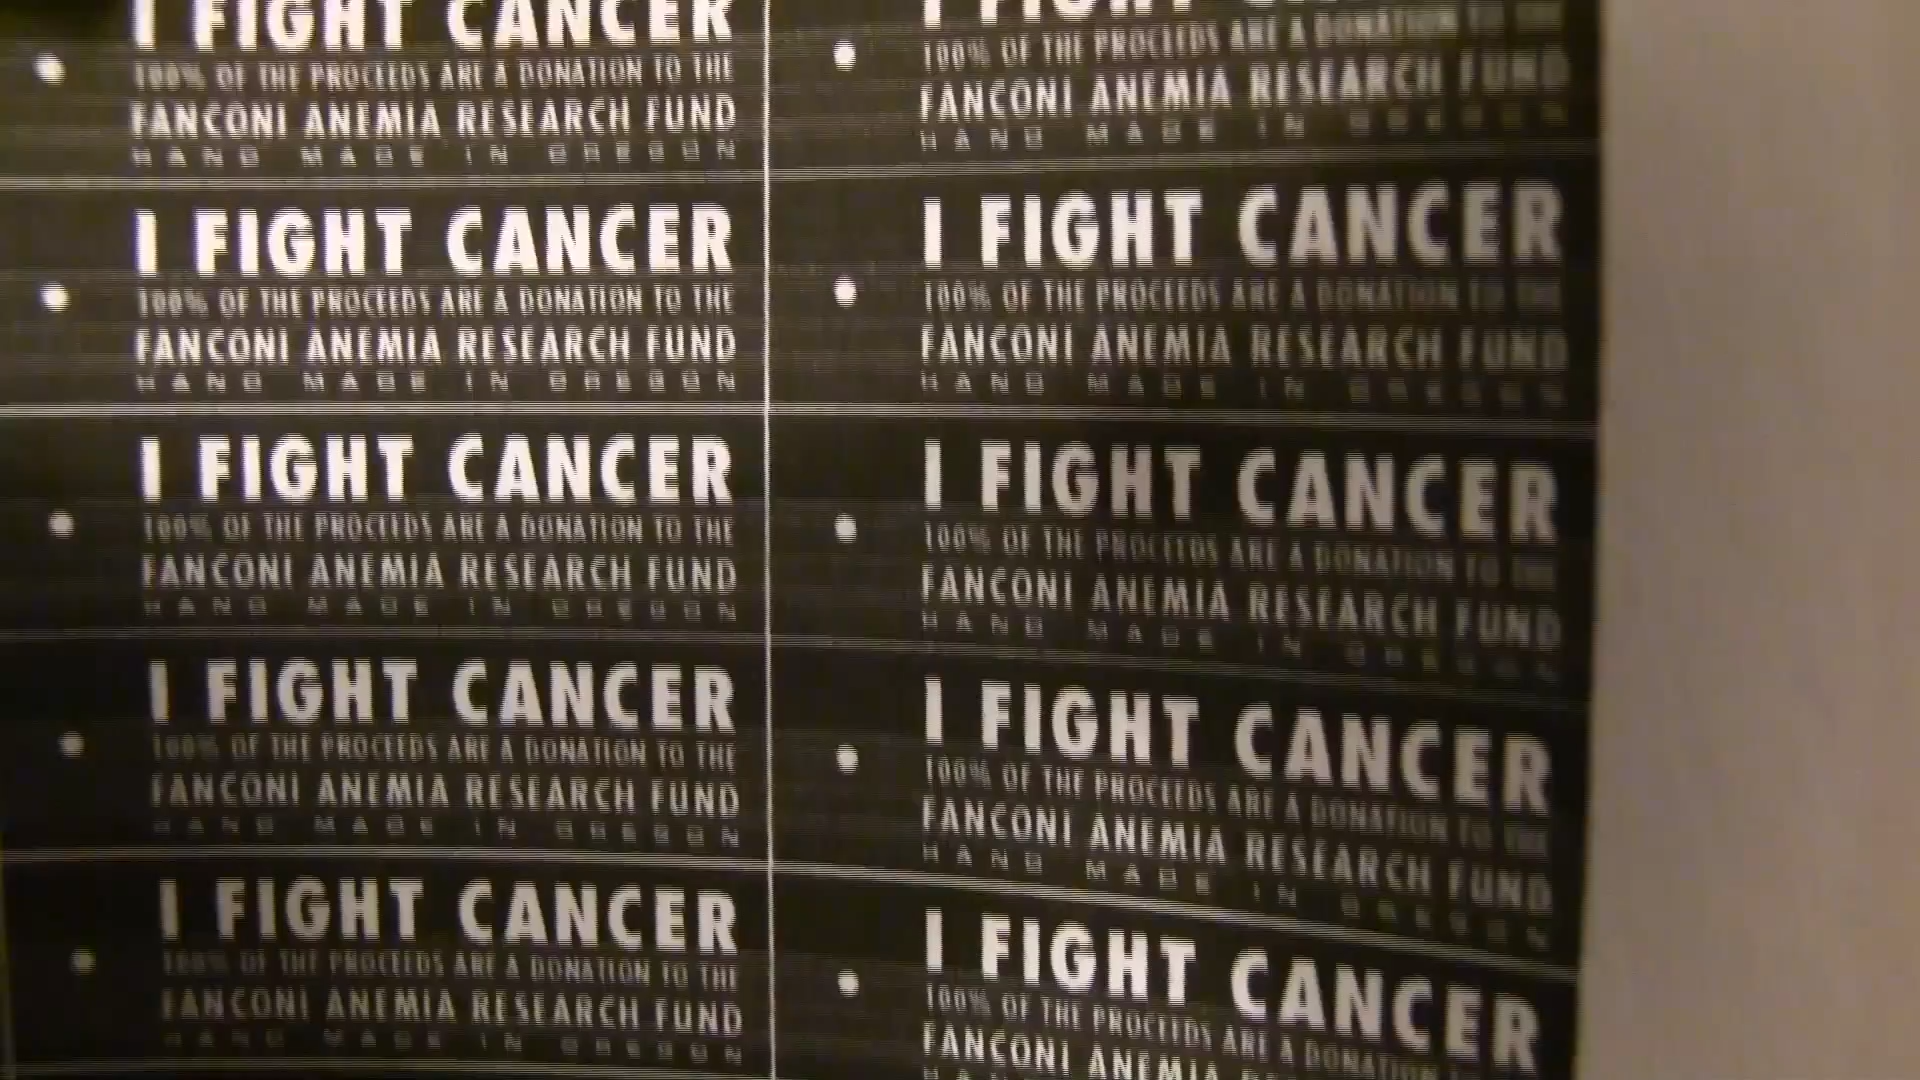 I FIGHT CANCER
100% OF THE PROCEEDS ARE A DONATION TO THE
FANCONI ANEMIA RESEARCH FUND
HAND MADE IN OREGON
I FIGHT CANCER
100% OF THE PROCEEDS ARE A DONATION TO THE
FANCONI ANEMIA RESEARCH FUND
HAND MADE IN OREGON
I FIGHT CANCER
100% OF THE PROCEEDS ARE A DONATION TO THE
FANCONI ANEMIA RESEARCH FUND
HAND MADE IN OREGON
I FIGHT CANCER
100% OF THE PROCEEDS ARE A DONATION TO THE
FANCONI ANEMIA RESEARCH FUND
HAND MADE IN OREGON
I FIGHT CANCER
100% OF THE PROCEEDS ARE A DONATION TO THE
FANCONI ANEMIA RESEARCH FUND
HAND MADE IN OREGON
I FIGHT
100% OF THE PROCEEDS ARE A DONATION TO THE
FANCONI ANEMIA RESEARCH FUND
HAND MADE IN OREGON
I FIGHT CANCER
100% OF THE PROCEEDS ARE A DONATION TO THE
FANCONI ANEMIA RESEARCH FUND
HAND MADE IN OREGON
I FIGHT CANCER
100% OF THE PROCEEDS ARE A DONATION TO THE
FANCONI ANEMIA RESEARCH FUND
HAND MADE IN OREGON
I FIGHT CANCER
100% OF THE PROCEEDS ARE A DONATION TO THE
FANCONI ANEMIA RESEARCH FUND
HAND MADE IN OREGON
I FIGHT CANCER
100% OF THE PROCEEDS ARE A DONATION
FANCONI ANEMIA